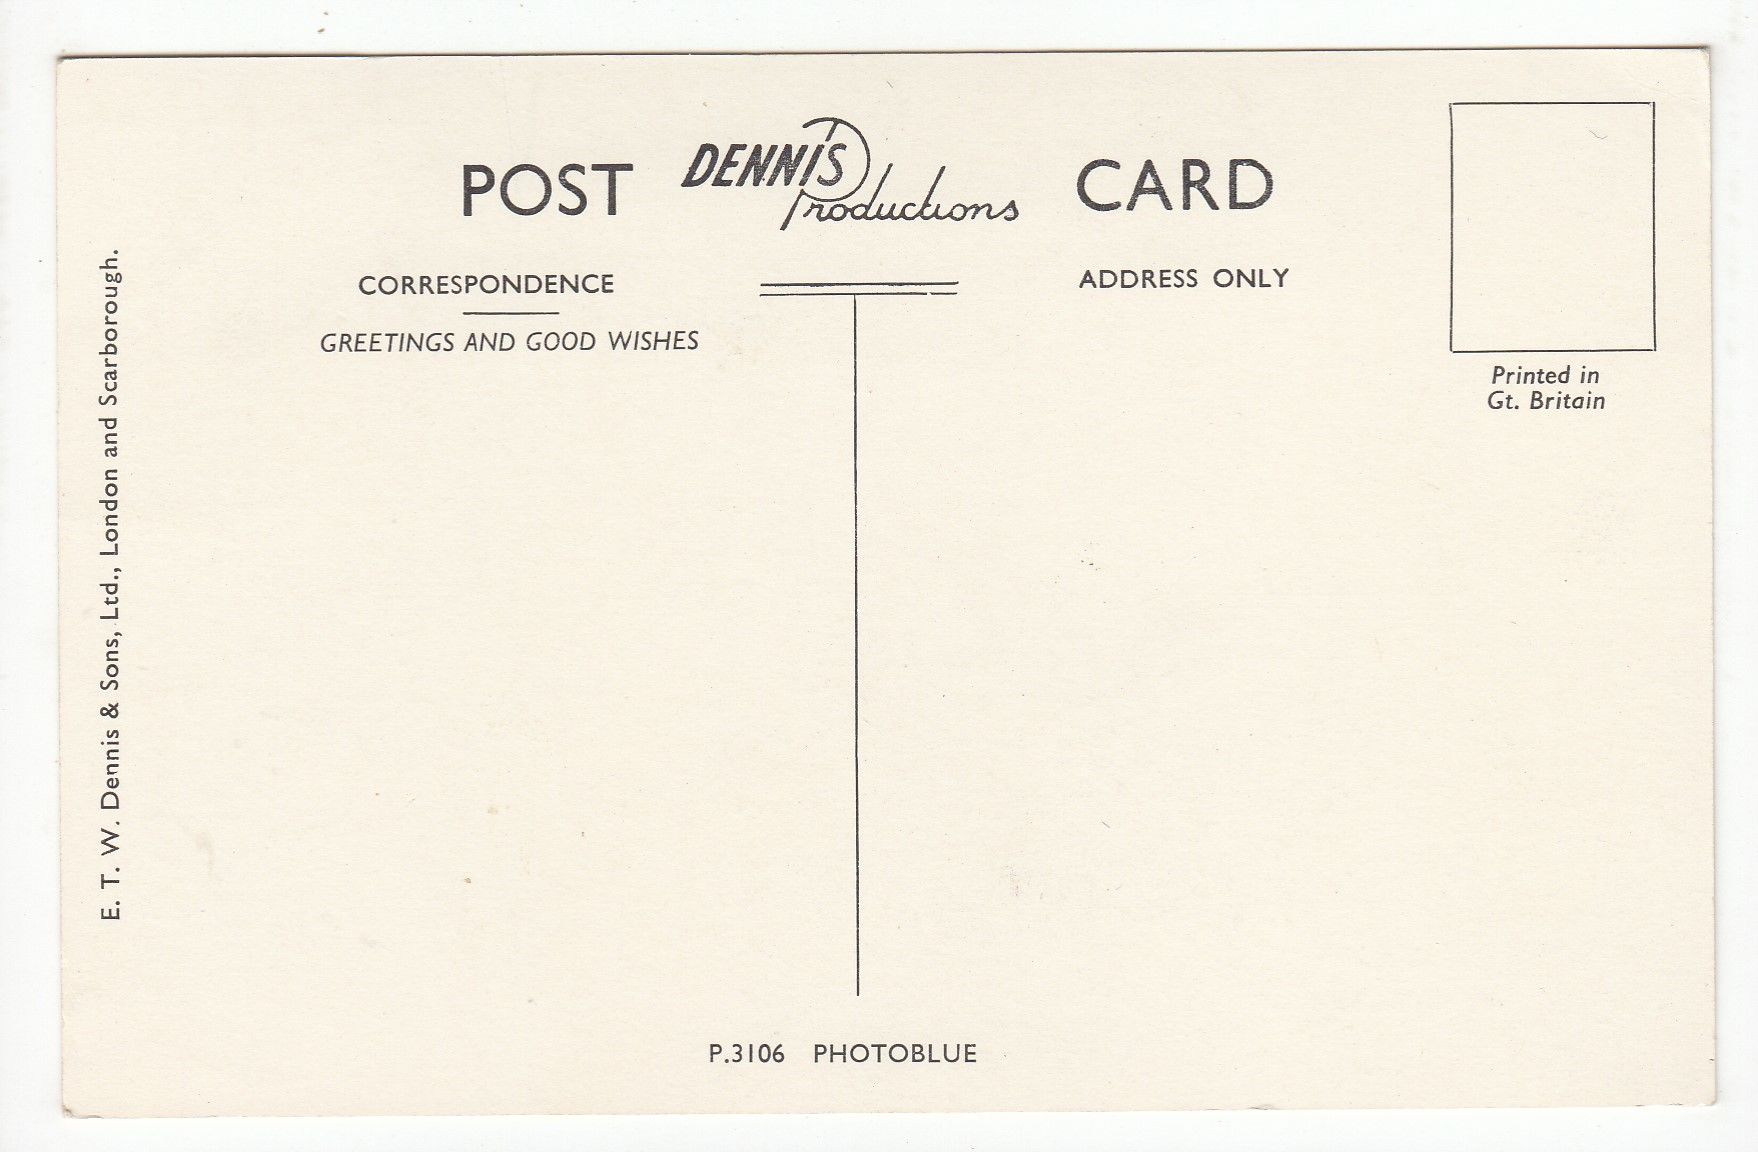 POST DENNIS Productions CARD
CORRESPONDENCE
GREETINGS AND GOOD WISHES
ADDRESS ONLY
Printed in
Gt. Britain
E. T. W. Dennis & Sons, Ltd., London and Scarborough.
P.3106 PHOTOBLUE